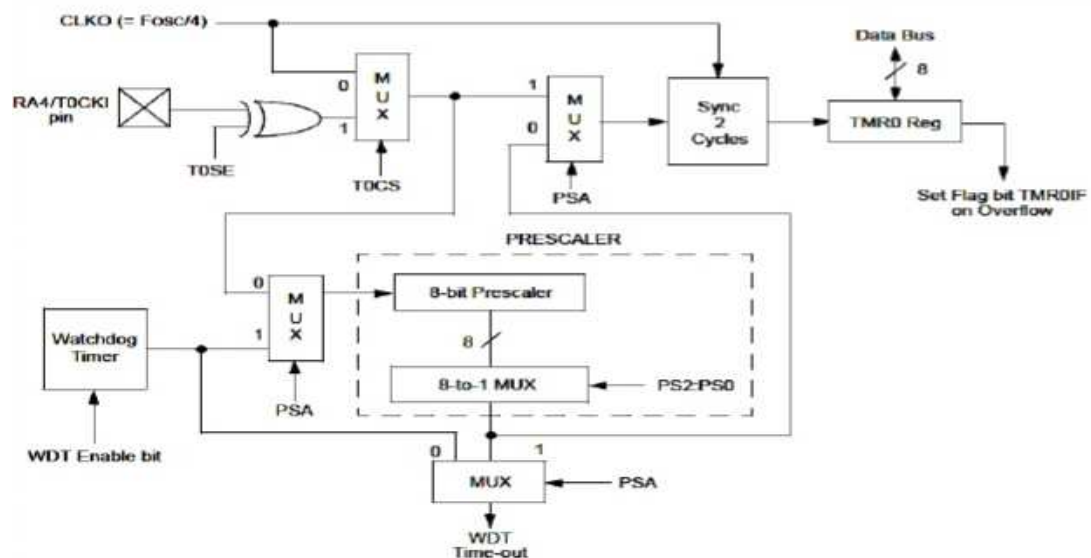 CLKO (= Fosc/4)
Data Bus
8
RA4/T0CKI
pin
0
1
M
U
X
T0SE
T0CS
1
0
M
U
X
PSA
Sync
2
Cycles
TMR0 Reg
Set Flag bit TMR0IF
on Overflow
PRESCALER
0
1
M
U
X
8-bit Prescaler
Watchdog
Timer
8
8-to-1 MUX
PS2:PS0
PSA
WDT Enable bit
0
1
MUX
PSA
WDT
Time-out